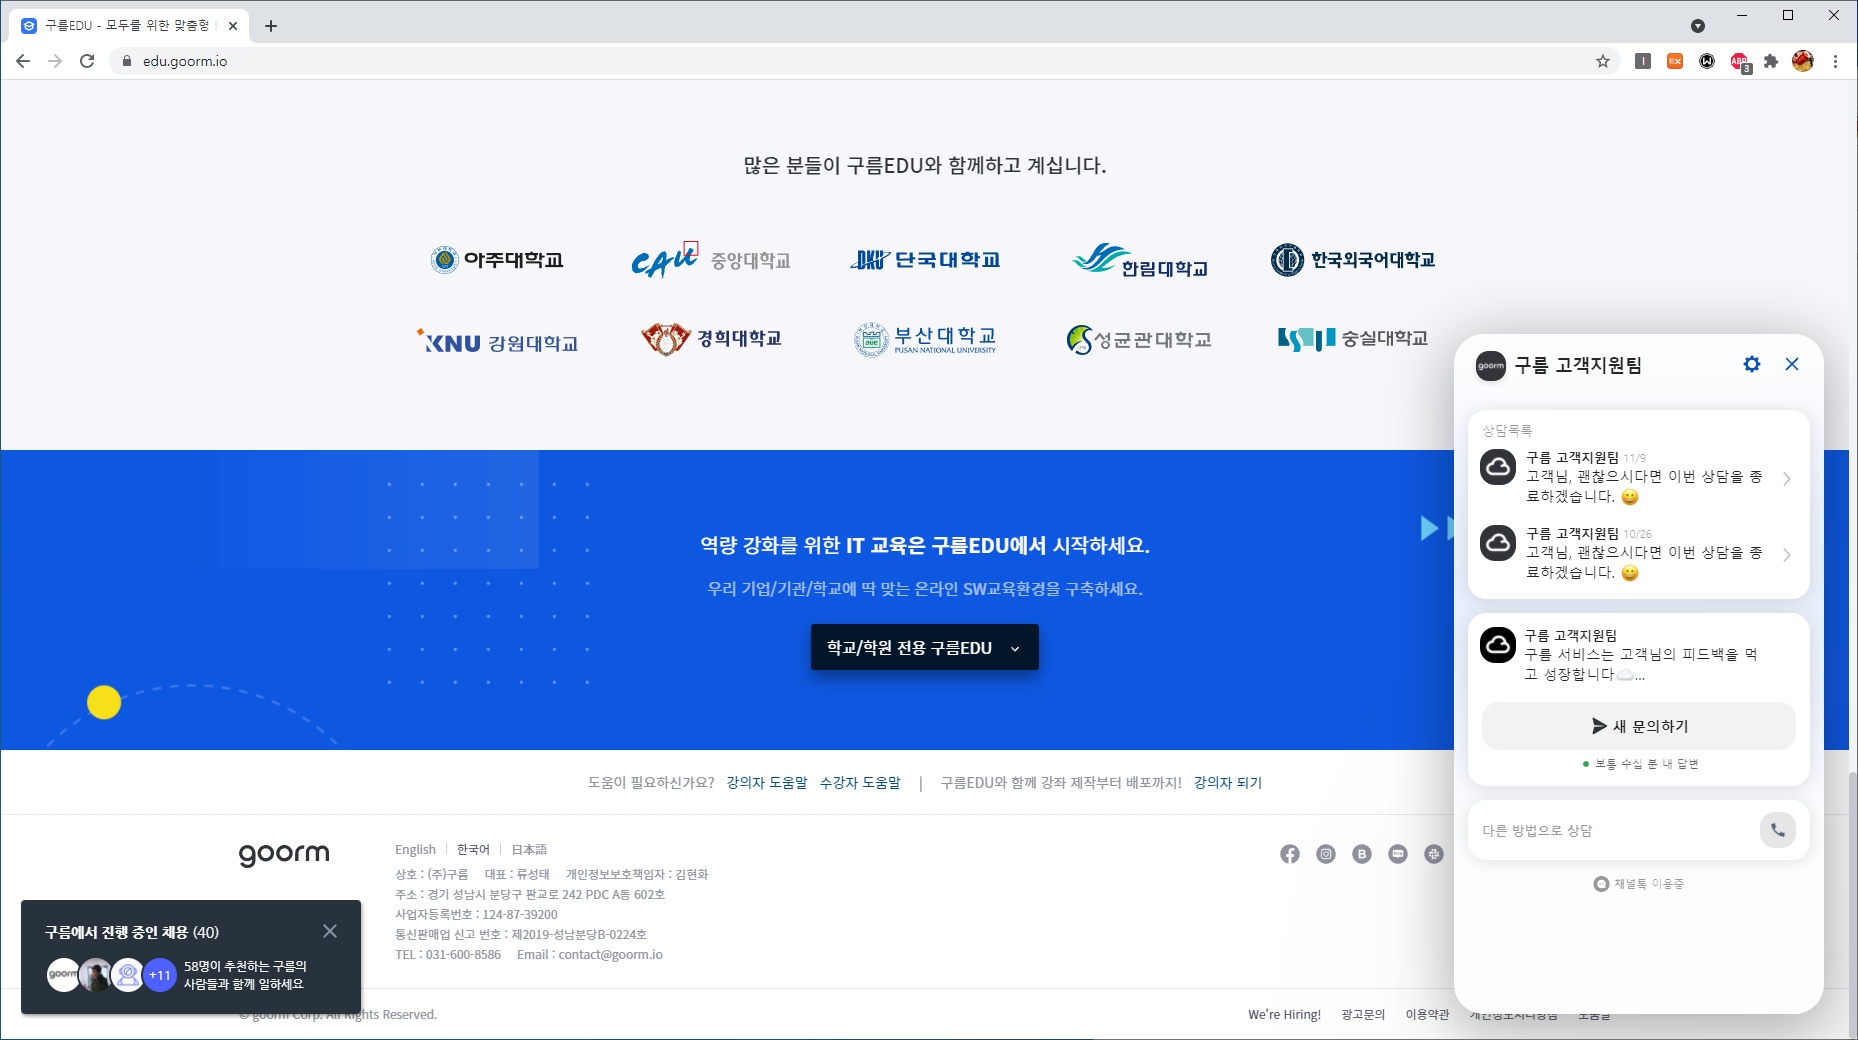 구름EDU - 모두를 위한 맞춤형
edu.goorm.io
ABP
3
많은 분들이 구름EDU와 함께하고 계십니다.
아주대학교
CAU 중앙대학교
DKU 단국대학교
한림대학교
한국외국어대학교
KNU 강원대학교
경희대학교
부산대학교
PUSAN NATIONAL UNIVERSITY
성균관대학교
숭실대학교
역량 강화를 위한 IT 교육은 구름EDU에서 시작하세요.
우리 기업/기관/학교에 딱 맞는 온라인 SW교육환경을 구축하세요.
학교/학원 전용 구름EDU
도움이 필요하신가요? 강의자 도움말 수강자 도움말 | 구름EDU와 함께 강좌 제작부터 배포까지! 강의자 되기
goorm
English 한국어 日本語
상호 : (주)구름 대표 : 류성태 개인정보보호책임자 : 김현화
주소 : 경기 성남시 분당구 판교로 242 PDC A동 602호
사업자등록번호 : 124-87-39200
통신판매업 신고 번호 : 제2019-성남분당B-0224호
TEL : 031-600-8586 Email : contact@goorm.io
© goorm Corp. All Rights Reserved.
We're Hiring! 광고문의 이용약관 개인정보처리방침 도움말
구름에서 진행 중인 채용 (40)
goorm
+11
58명이 추천하는 구름의
사람들과 함께 일하세요
goorm 구름 고객지원팀
상담목록
구름 고객지원팀 11/9
고객님, 괜찮으시다면 이번 상담을 종
료하겠습니다. 😀
구름 고객지원팀 10/26
고객님, 괜찮으시다면 이번 상담을 종
료하겠습니다. 😀
구름 고객지원팀
구름 서비스는 고객님의 피드백을 먹
고 성장합니다☁️...
새 문의하기
보통 수십 분 내 답변
다른 방법으로 상담
채널톡 이용중